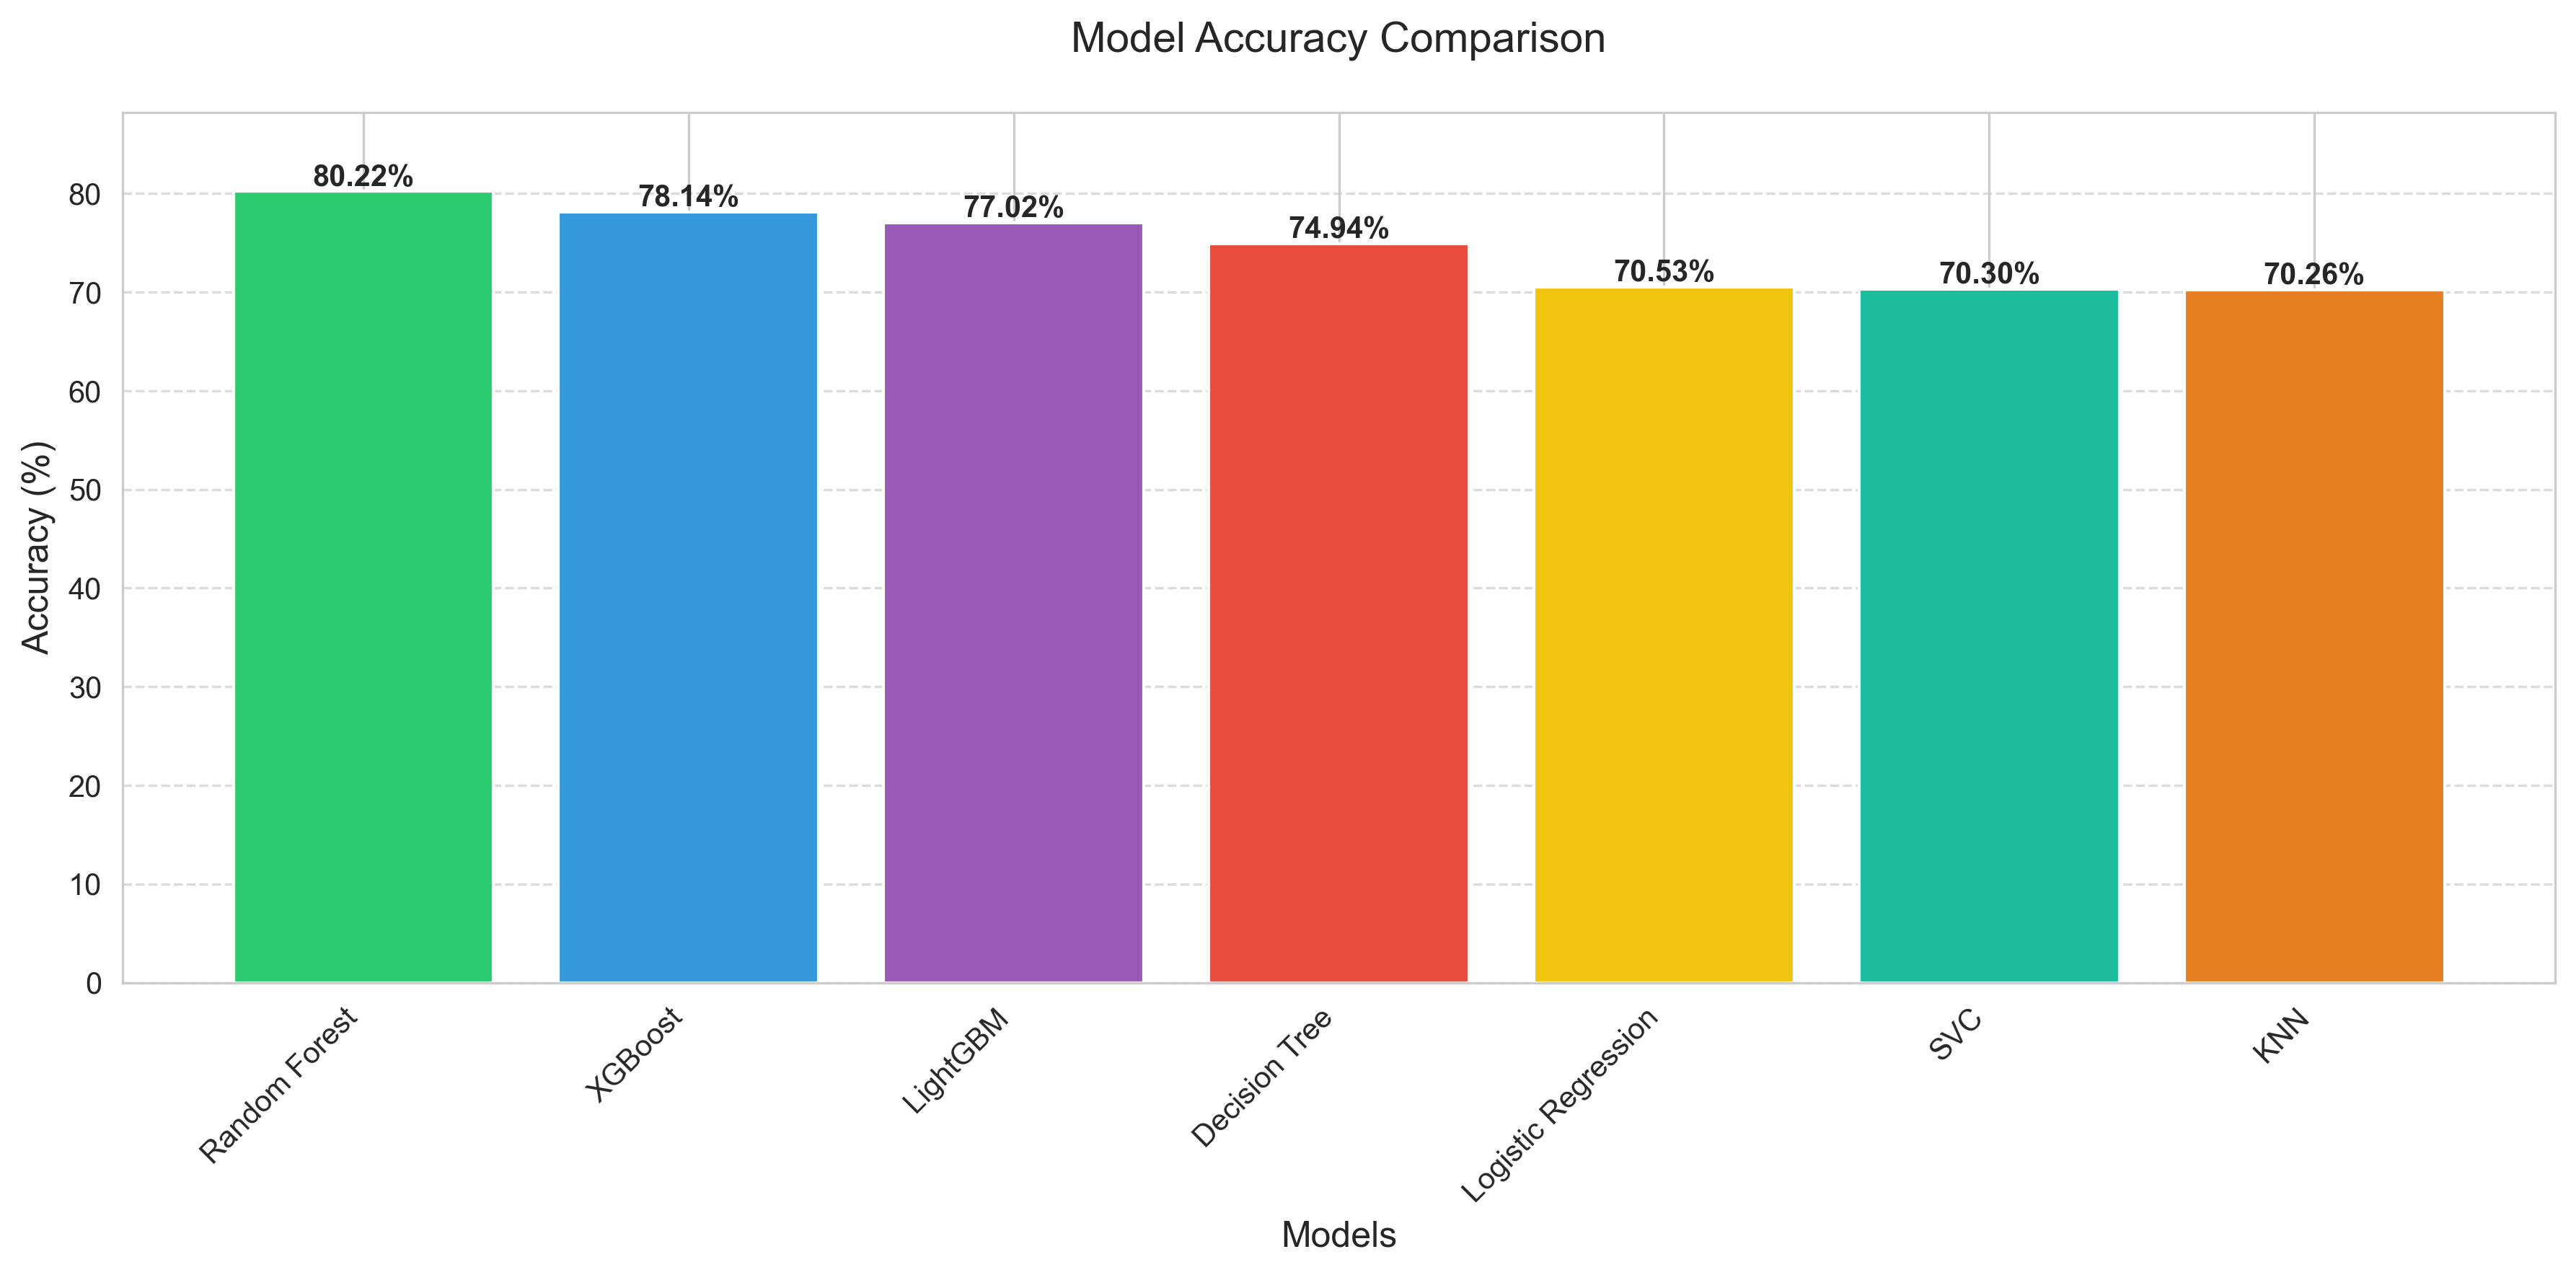 Model Accuracy Comparison
80.22%
78.14%
77.02%
74.94%
70.53%
70.30%
70.26%
Accuracy (%)
80
70
60
50
40
30
20
10
0
Random Forest
XGBoost
LightGBM
Decision Tree
Logistic Regression
SVC
KNN
Models